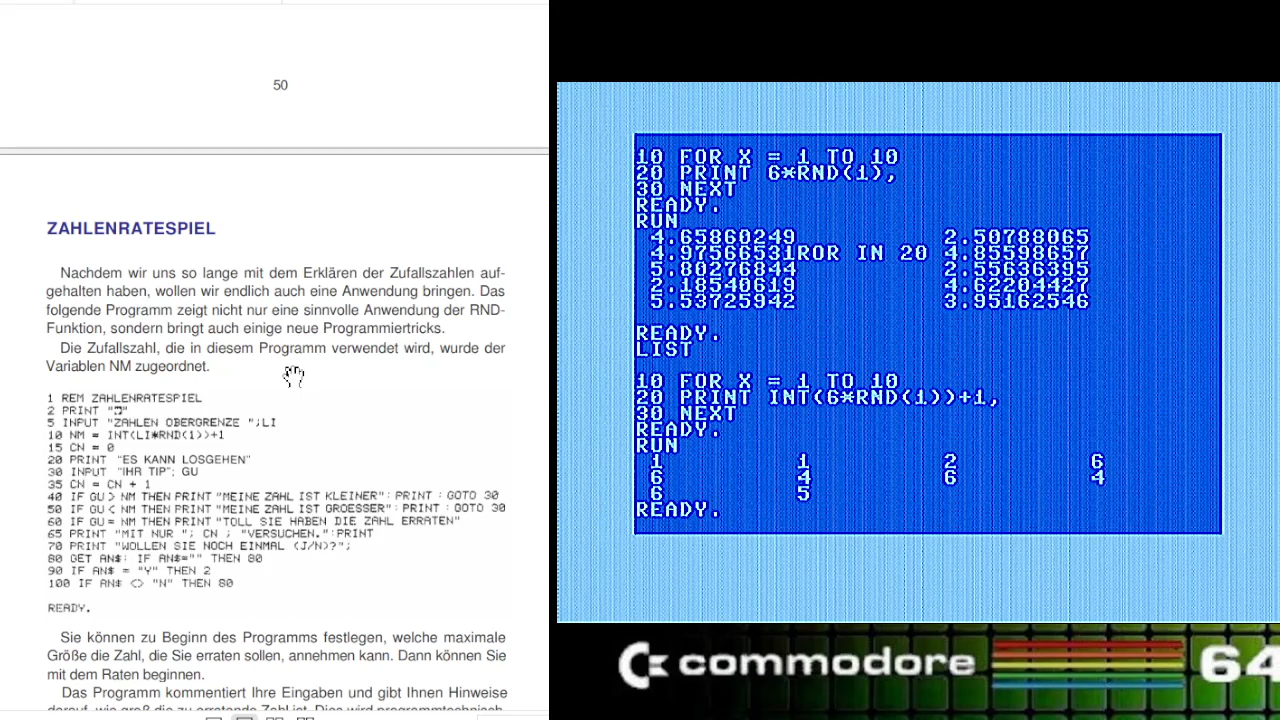 50
ZAHLENRATESPIEL
Nachdem wir uns so lange mit dem Erklären der Zufallszahlen auf-
gehalten haben, wollen wir endlich auch eine Anwendung bringen. Das
folgende Programm zeigt nicht nur eine sinnvolle Anwendung der RND-
Funktion, sondern bringt auch einige neue Programmiertricks.
Die Zufallszahl, die in diesem Programm verwendet wird, wurde der
Variablen NM zugeordnet.
1 REM ZAHLENRATESPIEL
2 PRINT "
5 INPUT "ZAHLEN OBERGRENZE ";LI
10 NM = INT(LI*RND(1))+1
15 CN = 0
20 PRINT "ES KANN LOSGEHEN"
30 INPUT "IHR TIP"; GU
35 CN = CN + 1
40 IF GU > NM THEN PRINT "MEINE ZAHL IST KLEINER": PRINT : GOTO 30
50 IF GU < NM THEN PRINT "MEINE ZAHL IST GROESSER": PRINT : GOTO 30
60 IF GU = NM THEN PRINT "TOLL SIE HABEN DIE ZAHL ERRATEN"
65 PRINT "MIT NUR "; CN ; "VERSUCHEN.":PRINT
70 PRINT "WOLLEN SIE NOCH EINMAL (J/N)?";
80 GET AN$: IF AN$="" THEN 80
90 IF AN$ = "Y" THEN 2
100 IF AN$ <> "N" THEN 80
READY.
Sie können zu Beginn des Programms festlegen, welche maximale
Größe die Zahl, die Sie erraten sollen, annehmen kann. Dann können Sie
mit dem Raten beginnen.
Das Programm kommentiert Ihre Eingaben und gibt Ihnen Hinweise
darauf, wie groß die zu erratende Zahl ist. Dies wird programmtechnisch
10 FOR X = 1 TO 10
20 PRINT 6*RND(1),
30 NEXT
READY.
RUN
4.65860249 2.50788065
4.97566531ROR IN 20 4.85598657
5.80276844 2.55636395
2.18540619 4.62204427
5.53725942 3.95162546
READY.
LIST
10 FOR X = 1 TO 10
20 PRINT INT(6*RND(1))+1,
30 NEXT
READY.
RUN
1 1 2 6
6 4 6 4
6 5
READY.
commodore 64